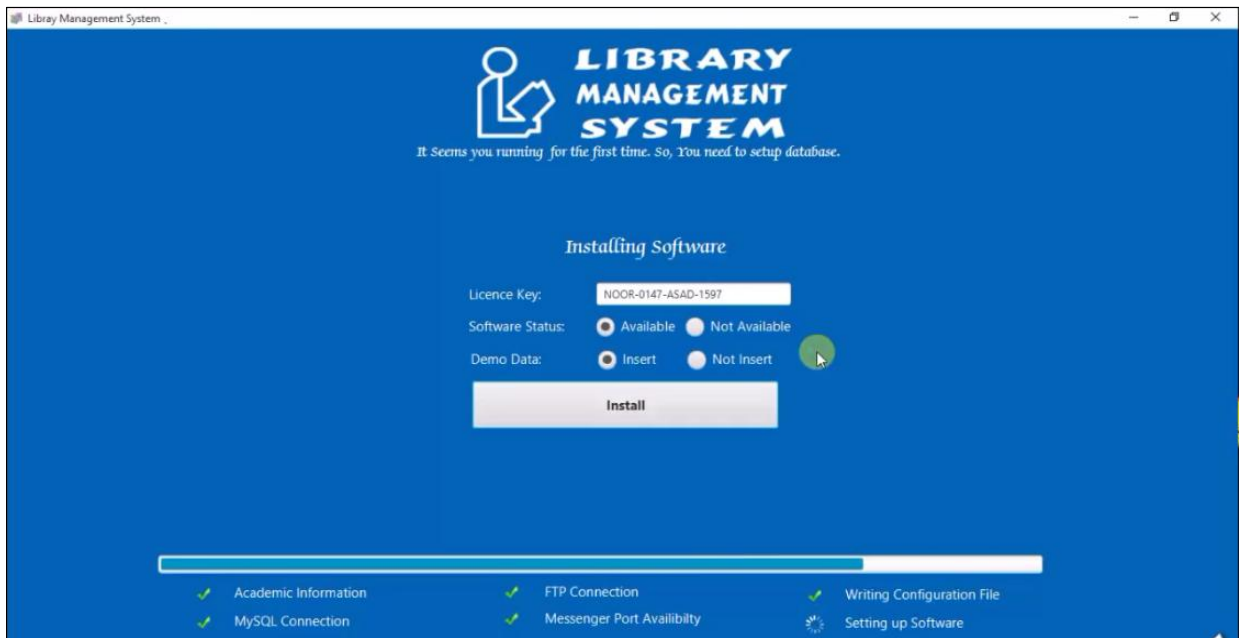 Libray Management System
LIBRARY
MANAGEMENT
SYSTEM
It Seems you running for the first time. So, You need to setup database.
Installing Software
Licence Key: NOOR-0147-ASAD-1597
Software Status: Available Not Available
Demo Data: Insert Not Insert
Install
Academic Information FTP Connection Writing Configuration File
MySQL Connection Messenger Port Availibilty Setting up Software